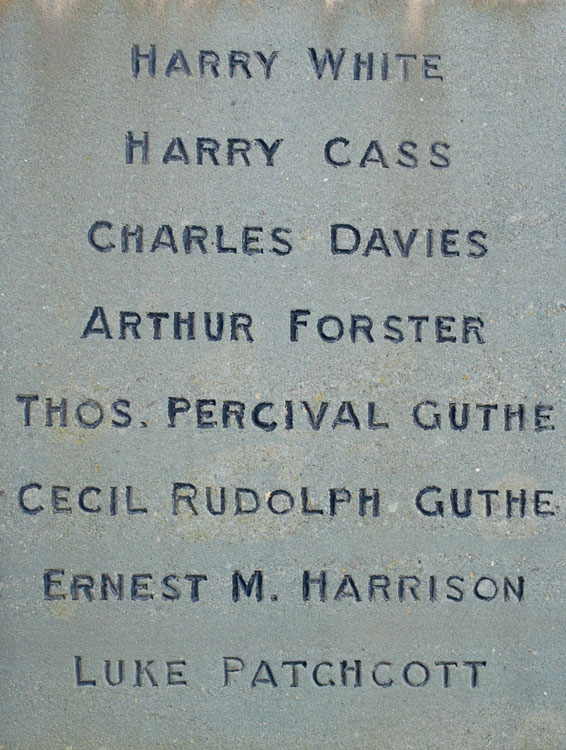 HARRY WHITE
HARRY CASS
CHARLES DAVIES
ARTHUR FORSTER
THOS. PERCIVAL GUTHE
CECIL RUDOLPH GUTHE
ERNEST M. HARRISON
LUKE PATCHCOTT